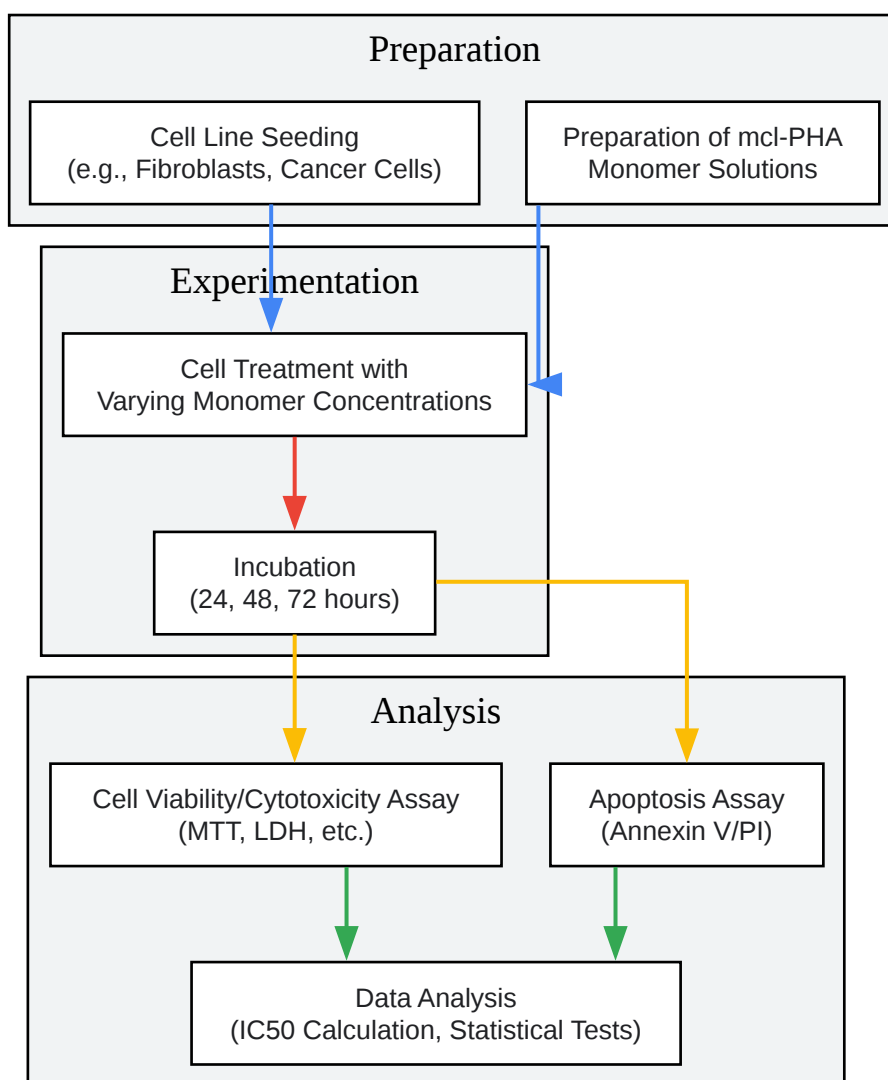 Preparation
Cell Line Seeding
(e.g., Fibroblasts, Cancer Cells)
Preparation of mcl-PHA
Monomer Solutions
Experimentation
Cell Treatment with
Varying Monomer Concentrations
Incubation
(24, 48, 72 hours)
Analysis
Cell Viability/Cytotoxicity Assay
(MTT, LDH, etc.)
Apoptosis Assay
(Annexin V/PI)
Data Analysis
(IC50 Calculation, Statistical Tests)